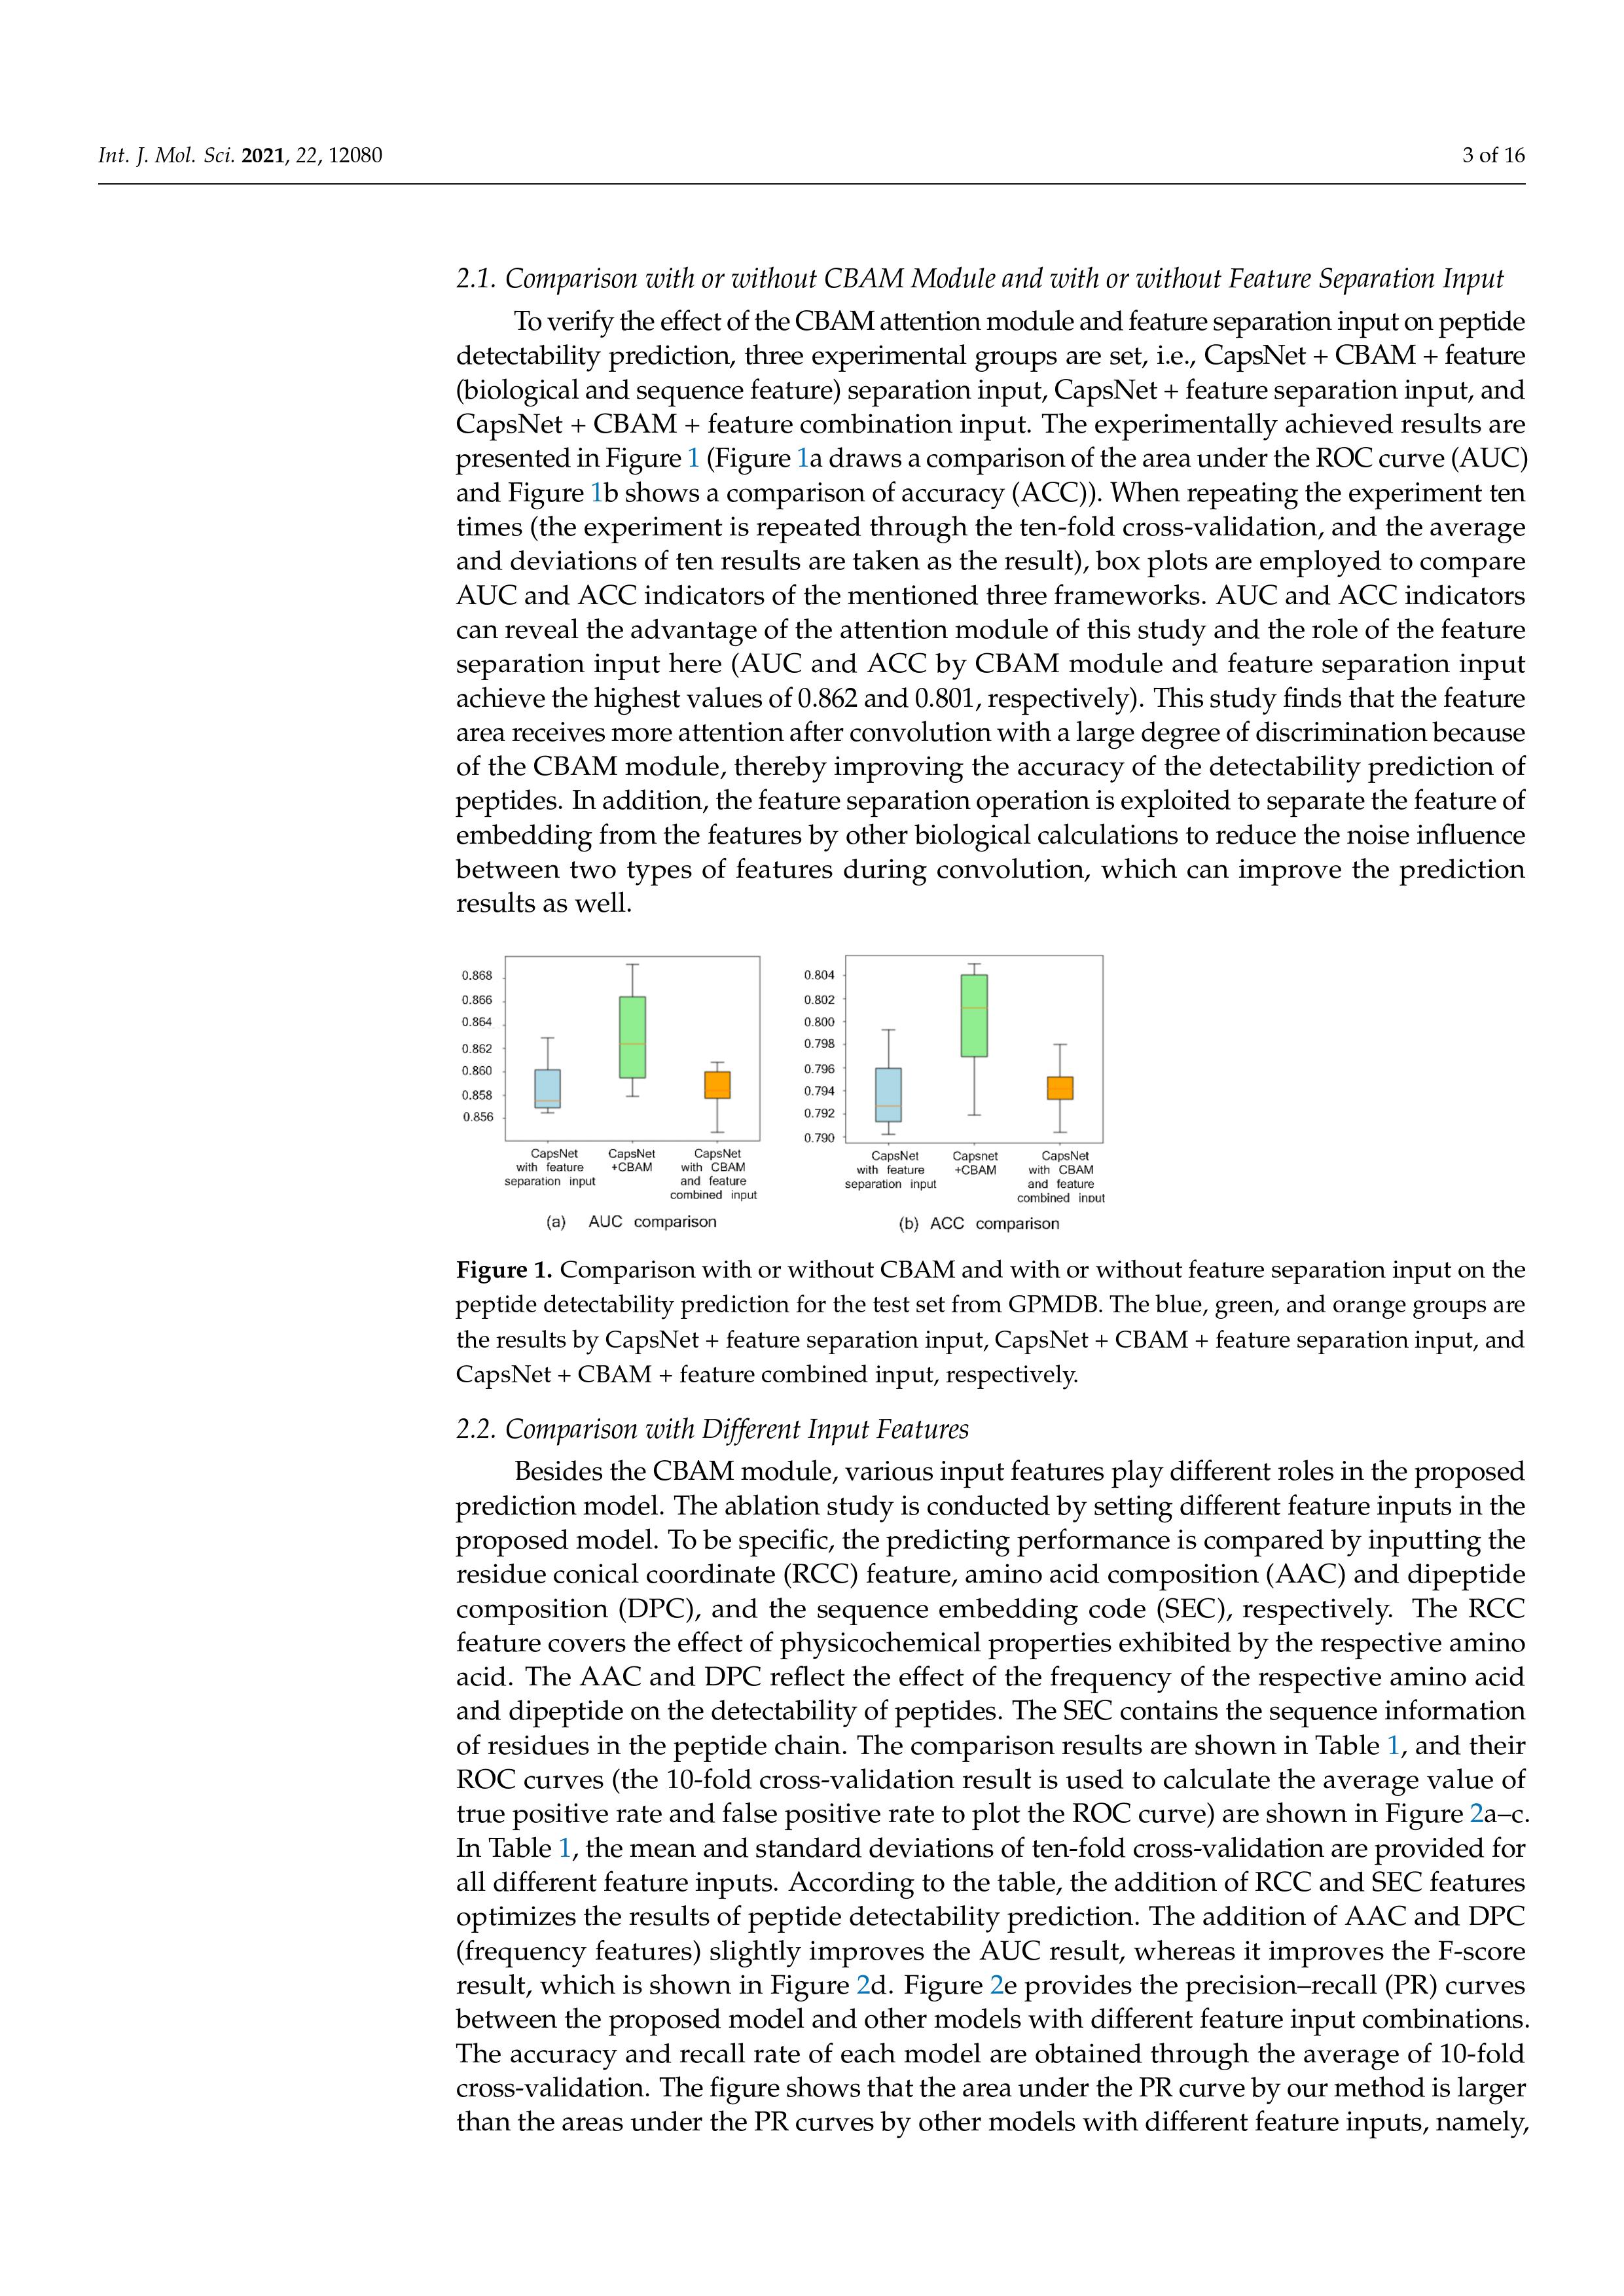 Int. J. Mol. Sci. 2021, 22, 12080
3 of 16
2.1. Comparison with or without CBAM Module and with or without Feature Separation Input
To verify the effect of the CBAM attention module and feature separation input on peptide
detectability prediction, three experimental groups are set, i.e., CapsNet + CBAM + feature
(biological and sequence feature) separation input, CapsNet + feature separation input, and
CapsNet + CBAM + feature combination input. The experimentally achieved results are
presented in Figure 1 (Figure 1a draws a comparison of the area under the ROC curve (AUC)
and Figure 1b shows a comparison of accuracy (ACC)). When repeating the experiment ten
times (the experiment is repeated through the ten-fold cross-validation, and the average
and deviations of ten results are taken as the result), box plots are employed to compare
AUC and ACC indicators of the mentioned three frameworks. AUC and ACC indicators
can reveal the advantage of the attention module of this study and the role of the feature
separation input here (AUC and ACC by CBAM module and feature separation input
achieve the highest values of 0.862 and 0.801, respectively). This study finds that the feature
area receives more attention after convolution with a large degree of discrimination because
of the CBAM module, thereby improving the accuracy of the detectability prediction of
peptides. In addition, the feature separation operation is exploited to separate the feature of
embedding from the features by other biological calculations to reduce the noise influence
between two types of features during convolution, which can improve the prediction
results as well.
0.868
0.866
0.864
0.862
0.860
0.858
0.856
CapsNet
with feature
separation input
CapsNet
+CBAM
CapsNet
with CBAM
and feature
combined input
(a) AUC comparison
0.804
0.802
0.800
0.798
0.796
0.794
0.792
0.790
CapsNet
with feature
separation input
Capsnet
+CBAM
CapsNet
with CBAM
and feature
combined input
(b) ACC comparison
Figure 1. Comparison with or without CBAM and with or without feature separation input on the
peptide detectability prediction for the test set from GPMDB. The blue, green, and orange groups are
the results by CapsNet + feature separation input, CapsNet + CBAM + feature separation input, and
CapsNet + CBAM + feature combined input, respectively.
2.2. Comparison with Different Input Features
Besides the CBAM module, various input features play different roles in the proposed
prediction model. The ablation study is conducted by setting different feature inputs in the
proposed model. To be specific, the predicting performance is compared by inputting the
residue conical coordinate (RCC) feature, amino acid composition (AAC) and dipeptide
composition (DPC), and the sequence embedding code (SEC), respectively. The RCC
feature covers the effect of physicochemical properties exhibited by the respective amino
acid. The AAC and DPC reflect the effect of the frequency of the respective amino acid
and dipeptide on the detectability of peptides. The SEC contains the sequence information
of residues in the peptide chain. The comparison results are shown in Table 1, and their
ROC curves (the 10-fold cross-validation result is used to calculate the average value of
true positive rate and false positive rate to plot the ROC curve) are shown in Figure 2a–c.
In Table 1, the mean and standard deviations of ten-fold cross-validation are provided for
all different feature inputs. According to the table, the addition of RCC and SEC features
optimizes the results of peptide detectability prediction. The addition of AAC and DPC
(frequency features) slightly improves the AUC result, whereas it improves the F-score
result, which is shown in Figure 2d. Figure 2e provides the precision–recall (PR) curves
between the proposed model and other models with different feature input combinations.
The accuracy and recall rate of each model are obtained through the average of 10-fold
cross-validation. The figure shows that the area under the PR curve by our method is larger
than the areas under the PR curves by other models with different feature inputs, namely,